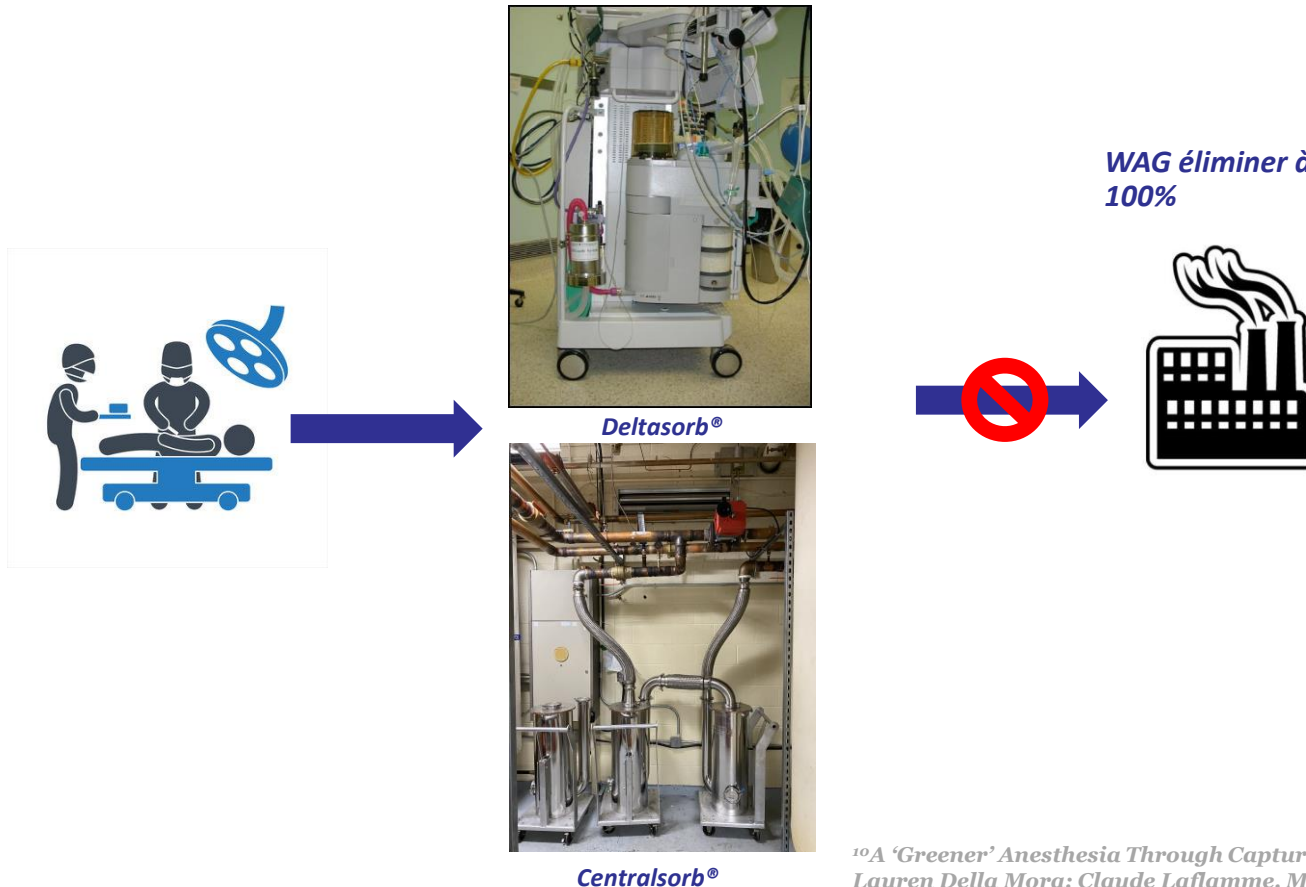 WAG éliminer à
100%
Deltasorb®
Centralsorb®
¹⁰A ‘Greener’ Anesthesia Through Captur
Lauren Della Mora; Claude Laflamme, M